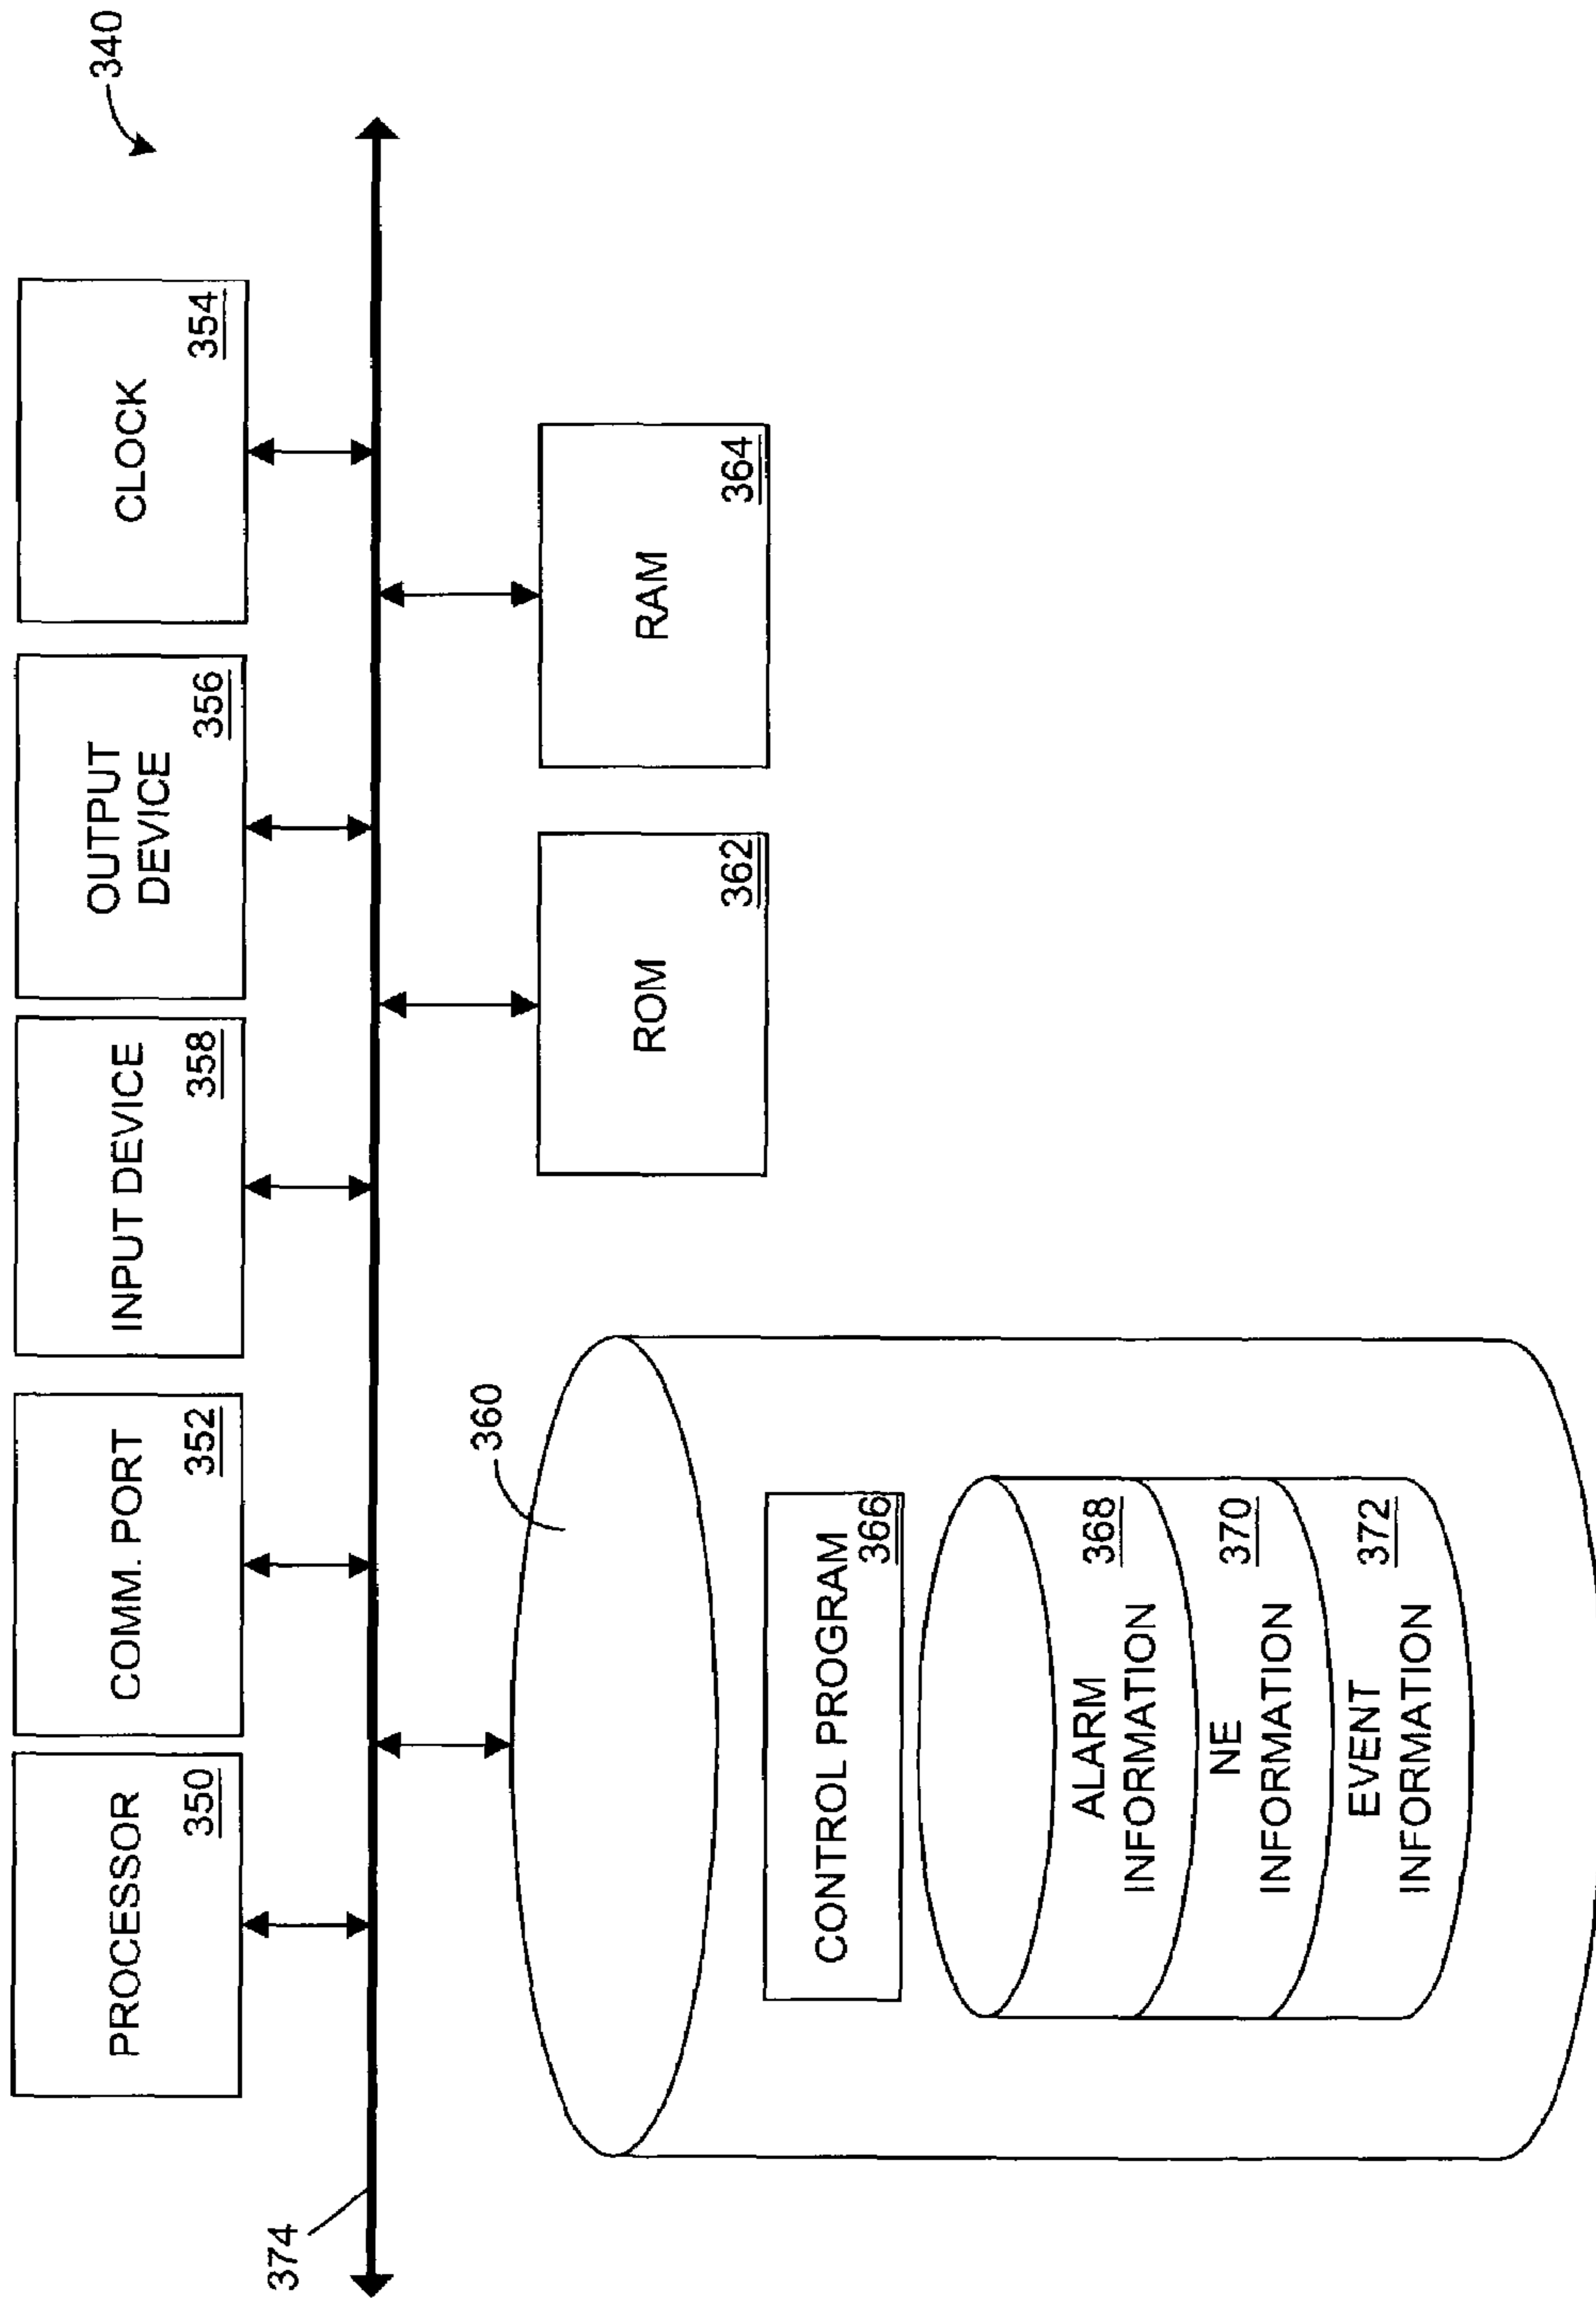 340
PROCESSOR
350
COMM. PORT
352
INPUT DEVICE
358
OUTPUT
DEVICE
356
CLOCK
354
374
360
ROM
362
RAM
364
CONTROL PROGRAM
366
ALARM
INFORMATION
368
NE
INFORMATION
370
EVENT
INFORMATION
372